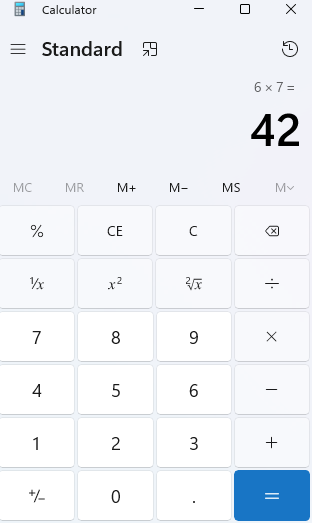 Calculator
Standard
6 × 7 =
42
MC MR M+ M− MS M
% CE C
¹/x x² ²√x ÷
7 8 9 ×
4 5 6 −
1 2 3 +
+/− 0 . =